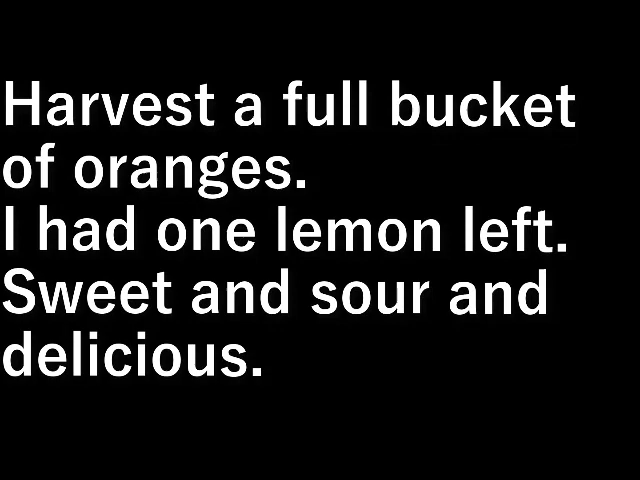 Harvest a full bucket
of oranges.
I had one lemon left.
Sweet and sour and
delicious.